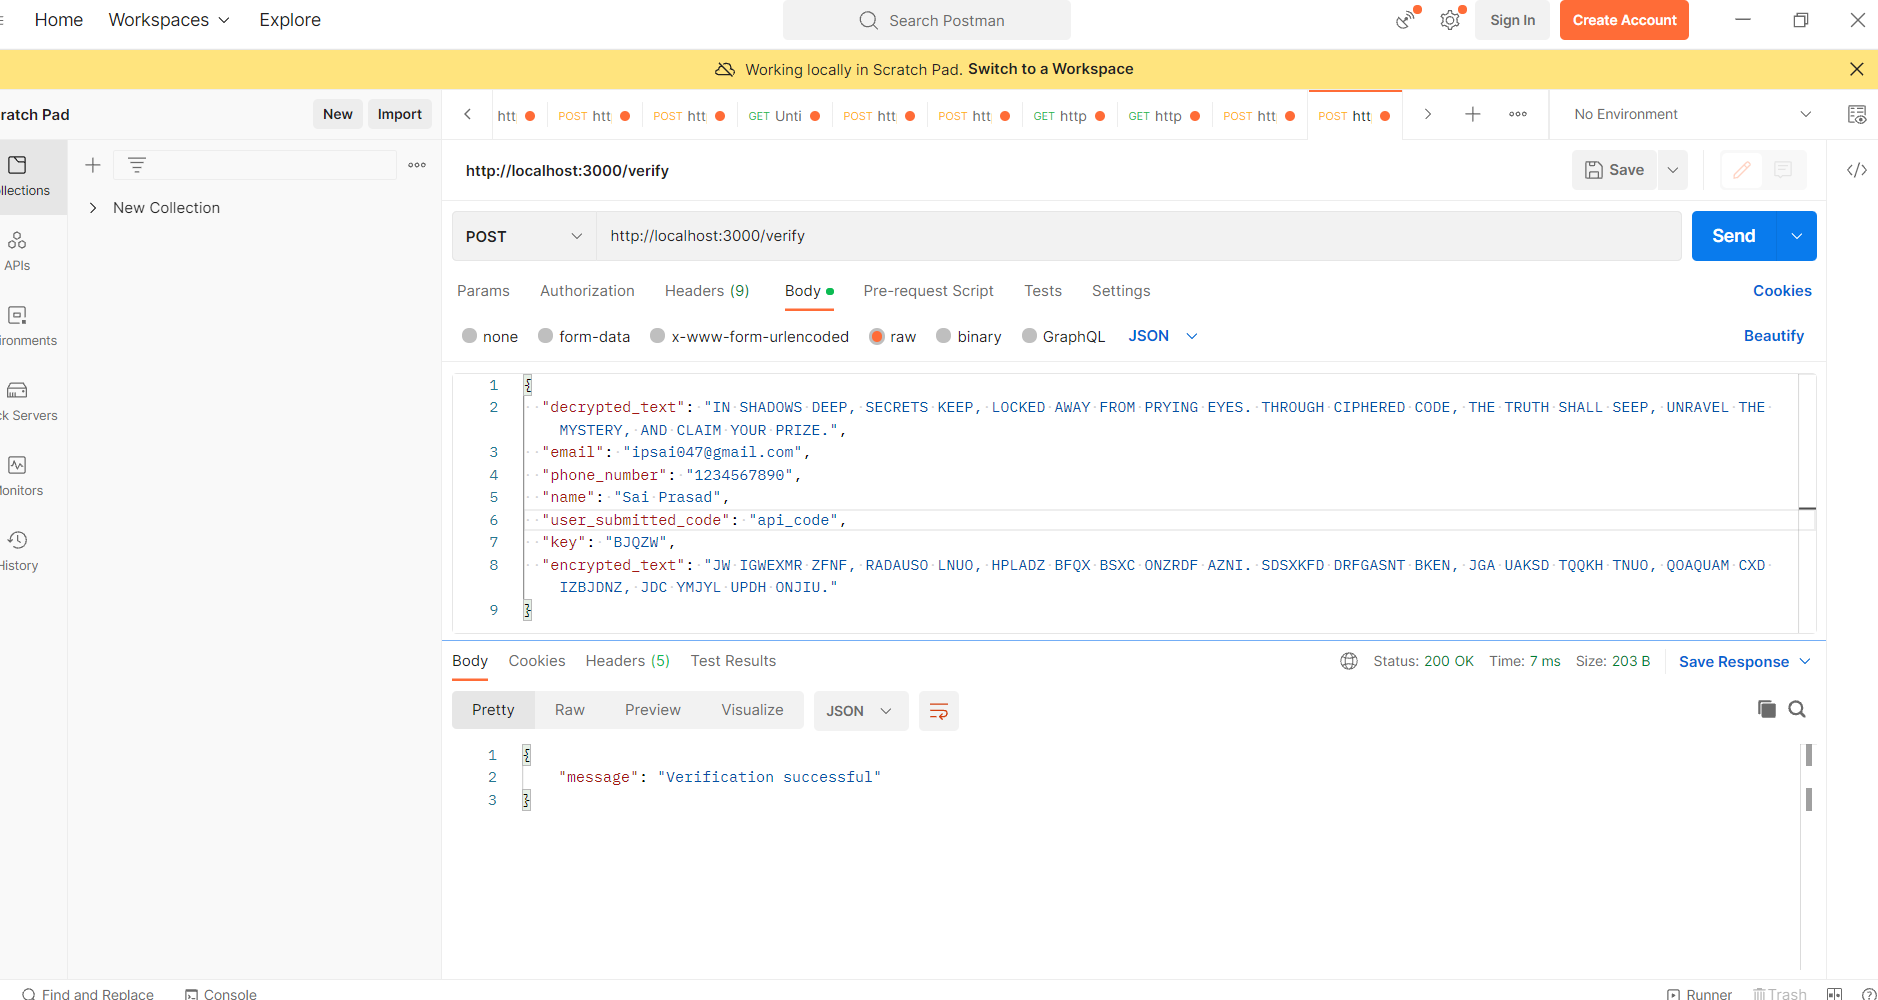 Home Workspaces Explore Search Postman Sign In Create Account
Working locally in Scratch Pad. Switch to a Workspace
ratch Pad New Import htt POST htt POST htt GET Unti POST htt POST htt GET http GET http POST htt POST htt No Environment
llections
http://localhost:3000/verify Save
New Collection
POST http://localhost:3000/verify Send
APIs
Params Authorization Headers (9) Body Pre-request Script Tests Settings Cookies
ironments
none form-data x-www-form-urlencoded raw binary GraphQL JSON Beautify
1 {
2 "decrypted_text": "IN SHADOWS DEEP, SECRETS KEEP, LOCKED AWAY FROM PRYING EYES. THROUGH CIPHERED CODE, THE TRUTH SHALL SEEP, UNRAVEL THE
ck Servers
MYSTERY, AND CLAIM YOUR PRIZE.",
3 "email": "ipsai047@gmail.com",
4 "phone_number": "1234567890",
onitors
5 "name": "Sai Prasad",
6 "user_submitted_code": "api_code",
7 "key": "BJQZW",
8 "encrypted_text": "JW IGWEXMR ZFNF, RADAUSO LNUO, HPLADZ BFQX BSXC ONZRDF AZNI. SDSXKFD DRFGASNT BKEN, JGA UAKSD TQQKH TNUO, QOAQUAM CXD
History
IZBJDNZ, JDC YMJYL UPDH ONJIU."
9 }
Body Cookies Headers (5) Test Results Status: 200 OK Time: 7 ms Size: 203 B Save Response
Pretty Raw Preview Visualize JSON
1 {
2 "message": "Verification successful"
3 }
Find and Replace Console Runner Trash